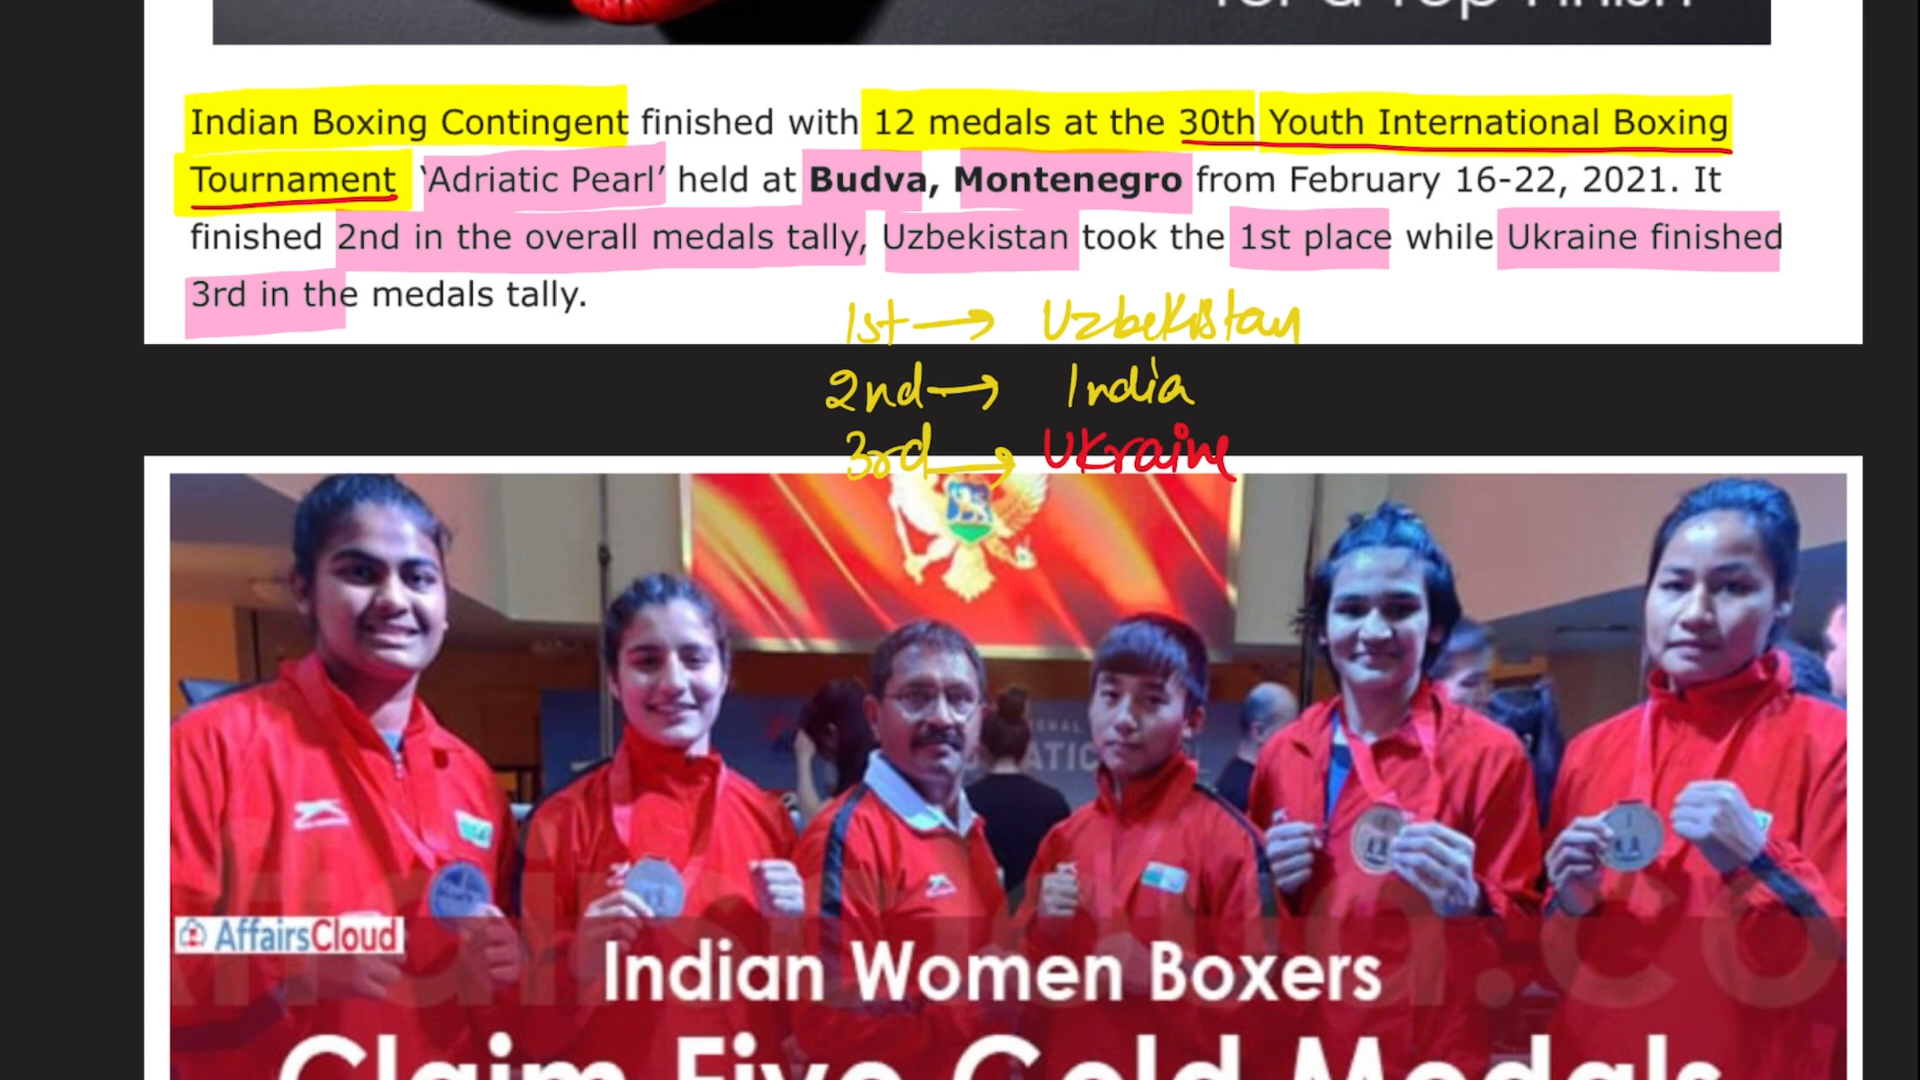 for a Top Finish
Indian Boxing Contingent finished with 12 medals at the 30th Youth International Boxing
Tournament ‘Adriatic Pearl’ held at Budva, Montenegro from February 16-22, 2021. It
finished 2nd in the overall medals tally, Uzbekistan took the 1st place while Ukraine finished
3rd in the medals tally.
1st → Uzbekistan
2nd → India
3rd → Ukraine
AffairsCloud
Indian Women Boxers
Claim Five Gold Medals